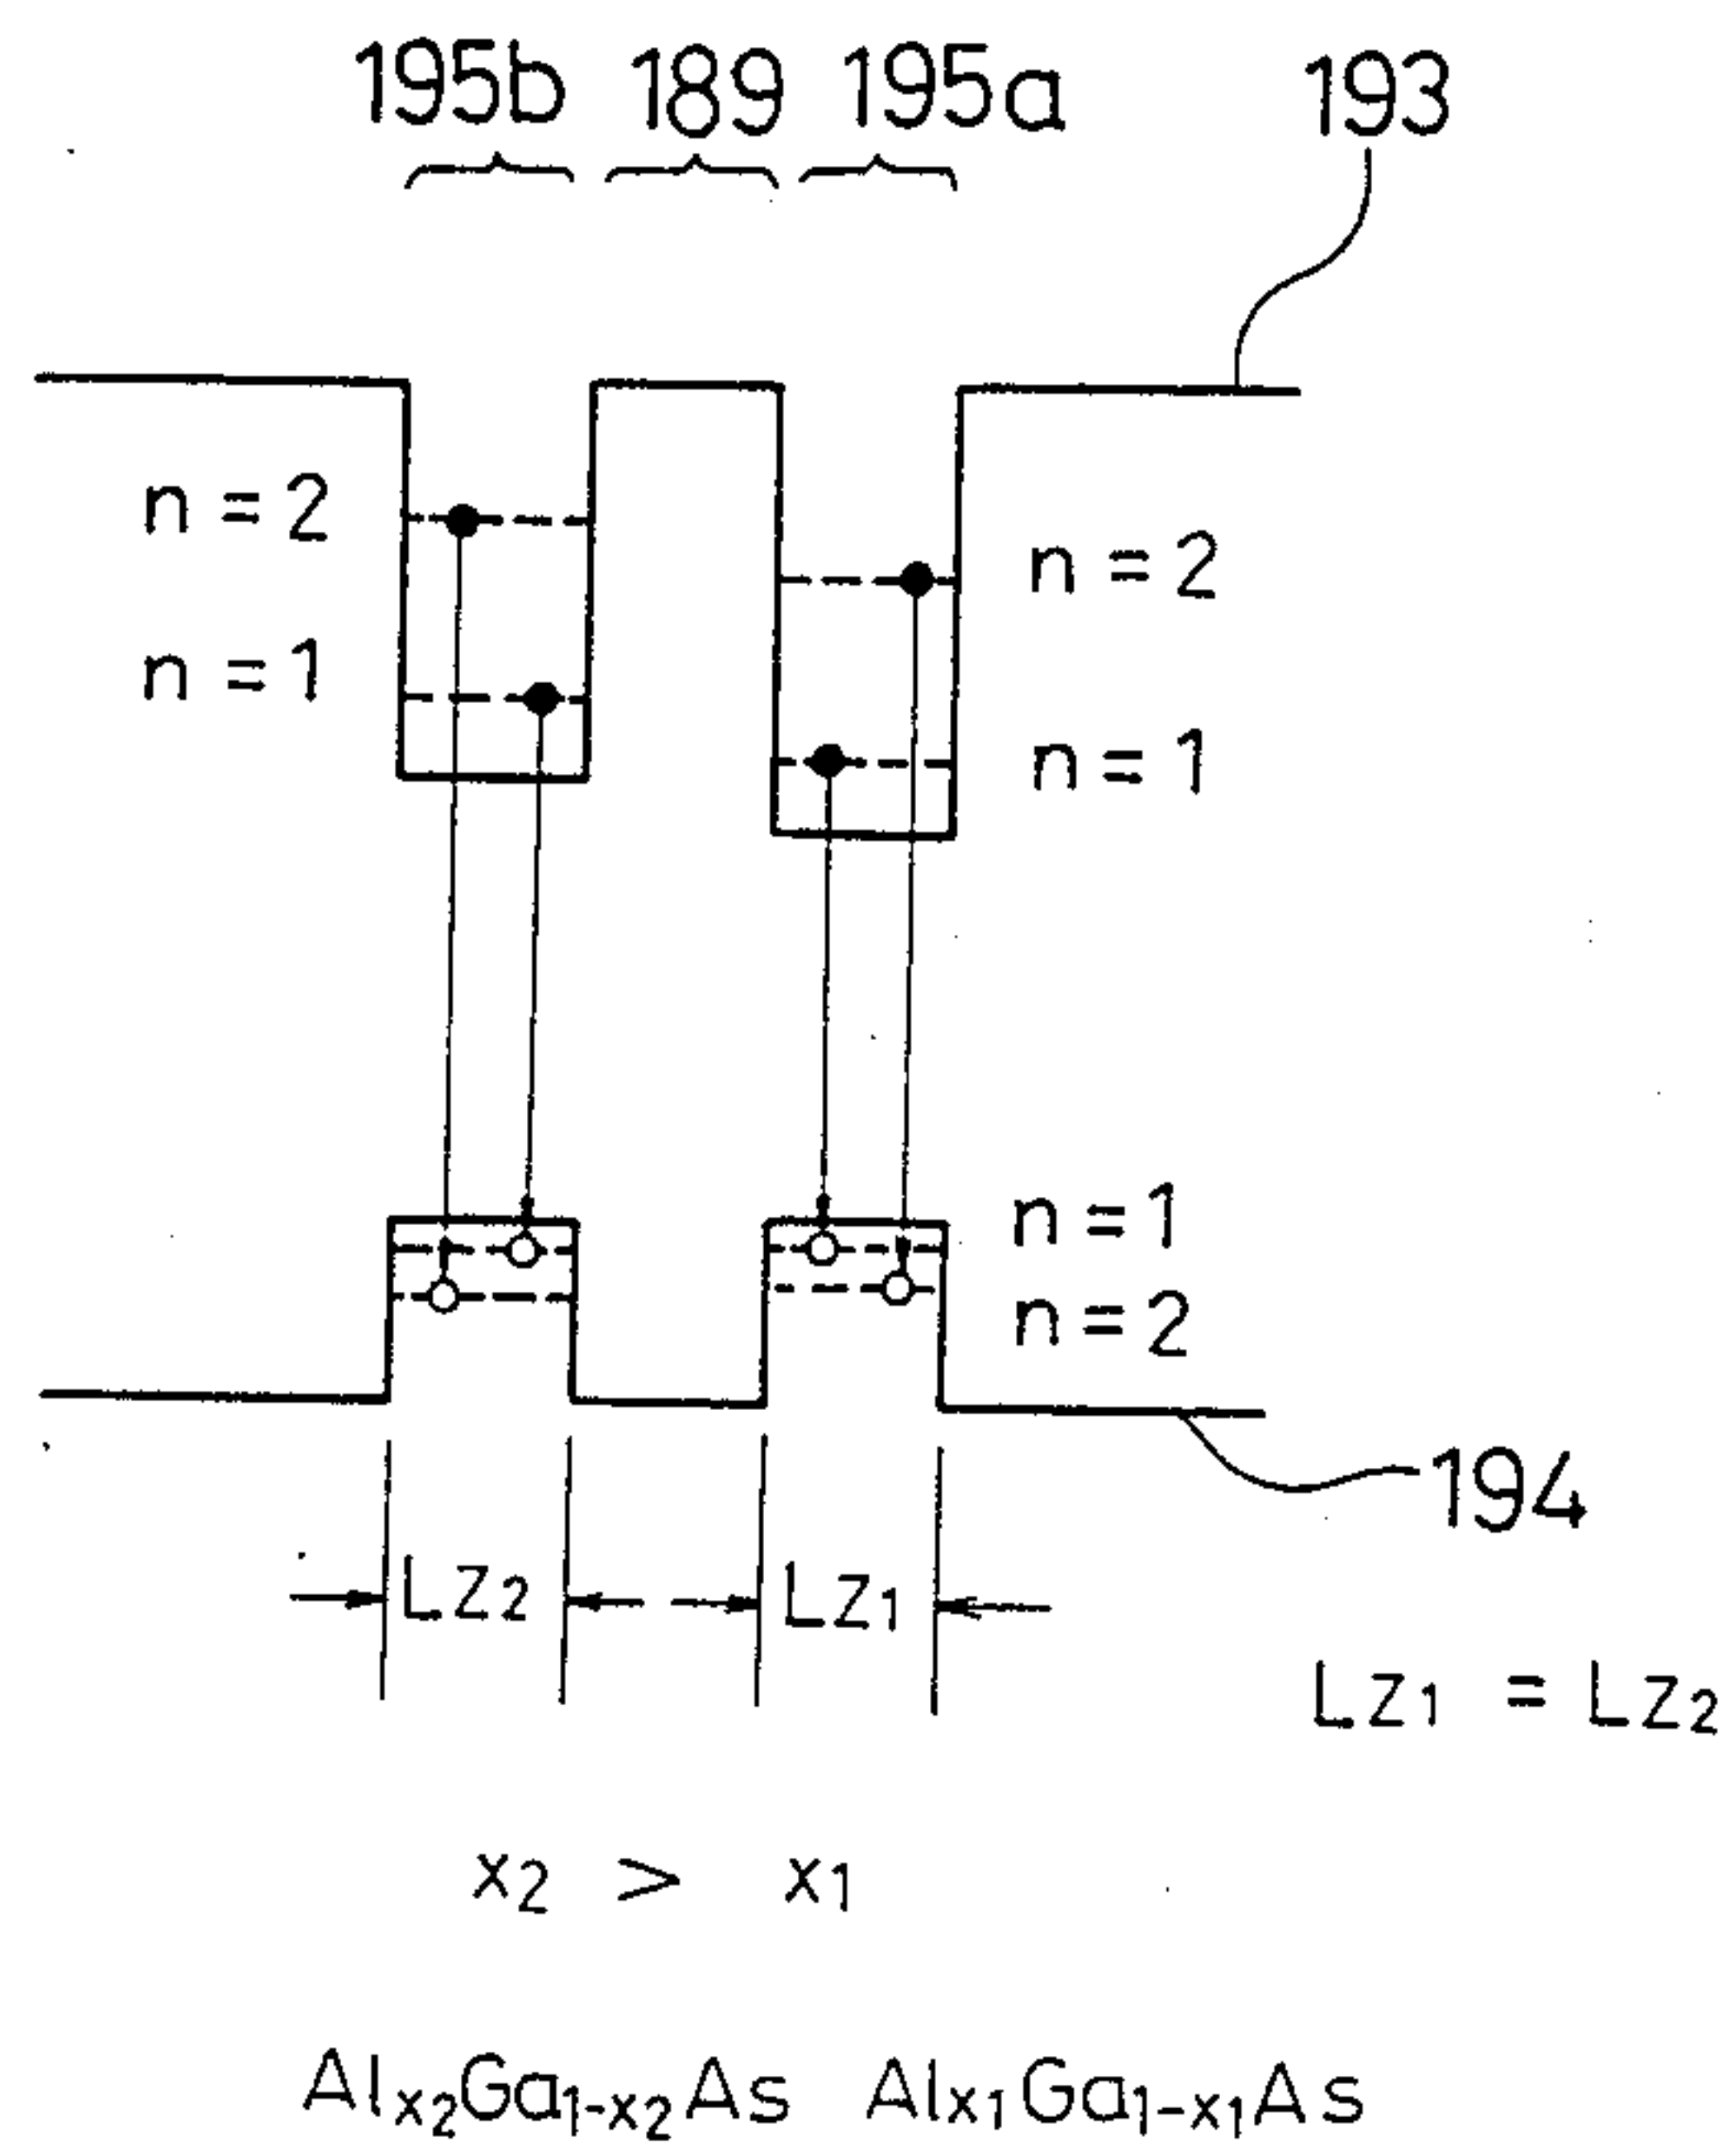 195b 189 195a 193
n=2
n=2
n=1
n=1
n=1
n=2
194
Lz2 Lz1
Lz1 = Lz2
x2 > x1
Alx2Ga1-x2As Alx1Ga1-x1As